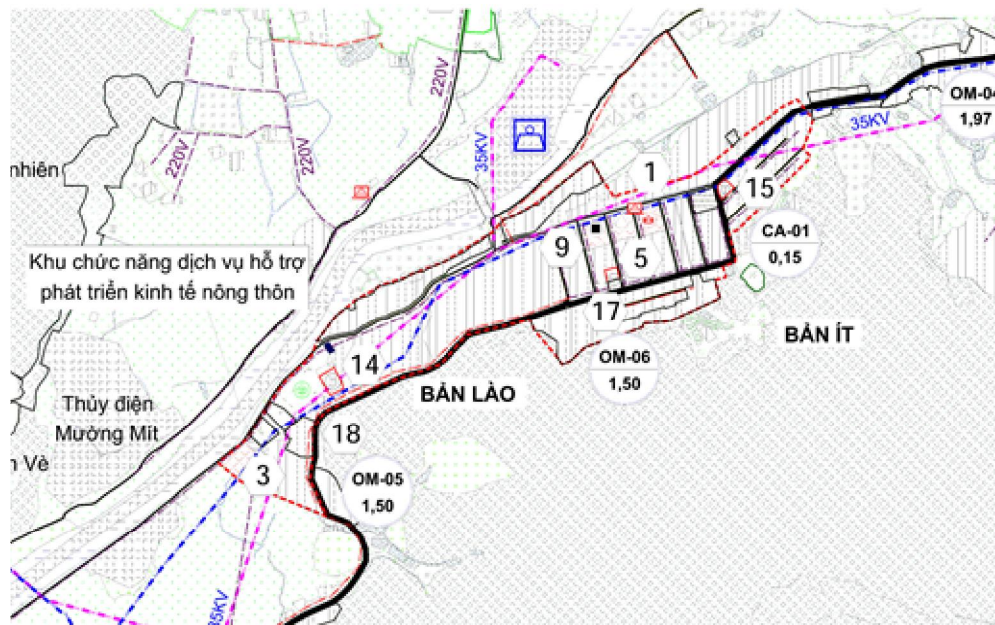 220V
220V
220V
220V
35KV
OM-04
1,97
35KV
nhiên
1
15
CA-01
0,15
9
5
Khu chức năng dịch vụ hỗ trợ
phát triển kinh tế nông thôn
17
BẢN ÍT
OM-06
1,50
14
BẢN LÀO
Thủy điện
Mường Mít
18
Vè
3
OM-05
1,50
35KV